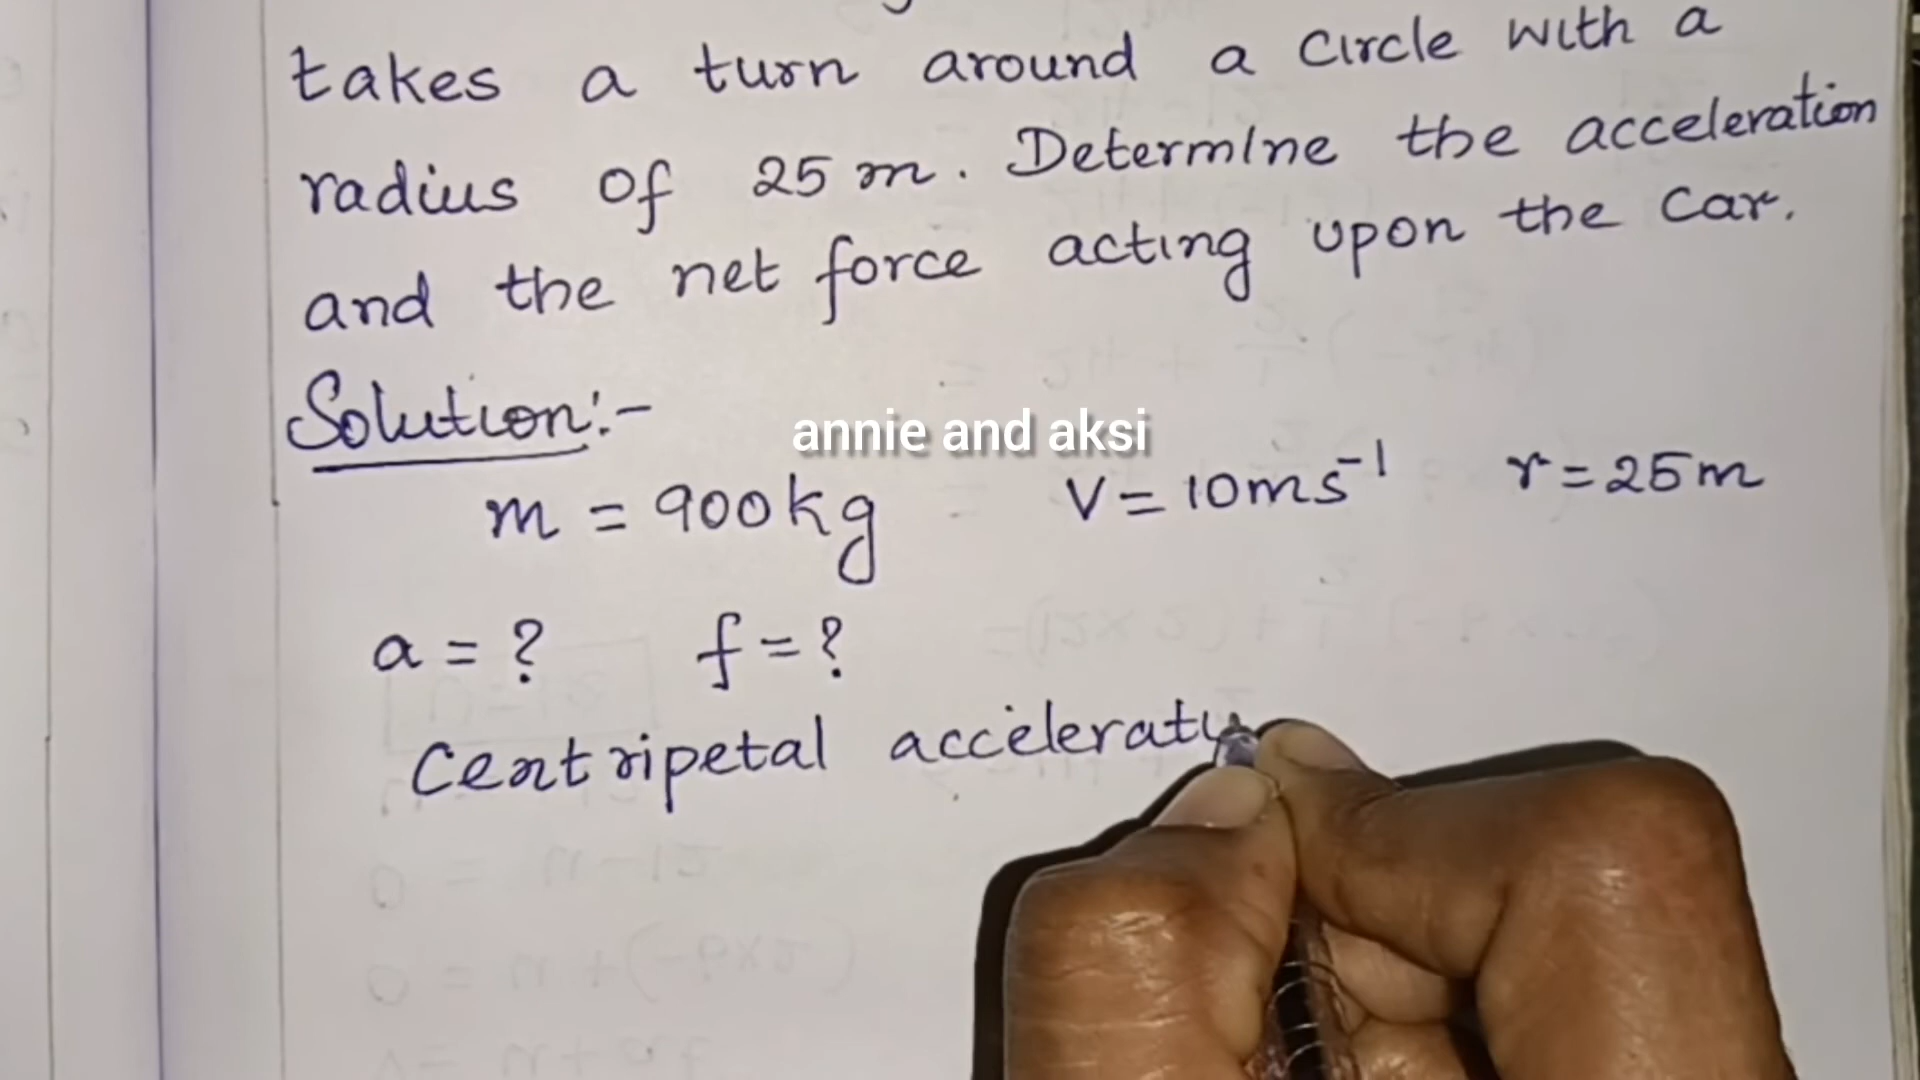 takes a turn around a circle with a
radius of 25 m. Determine the acceleration
and the net force acting upon the car.
Solution:-
annie and aksi
m = 900kg V = 10ms⁻¹ r = 25m
a = ? f = ?
Centripetal accelerati